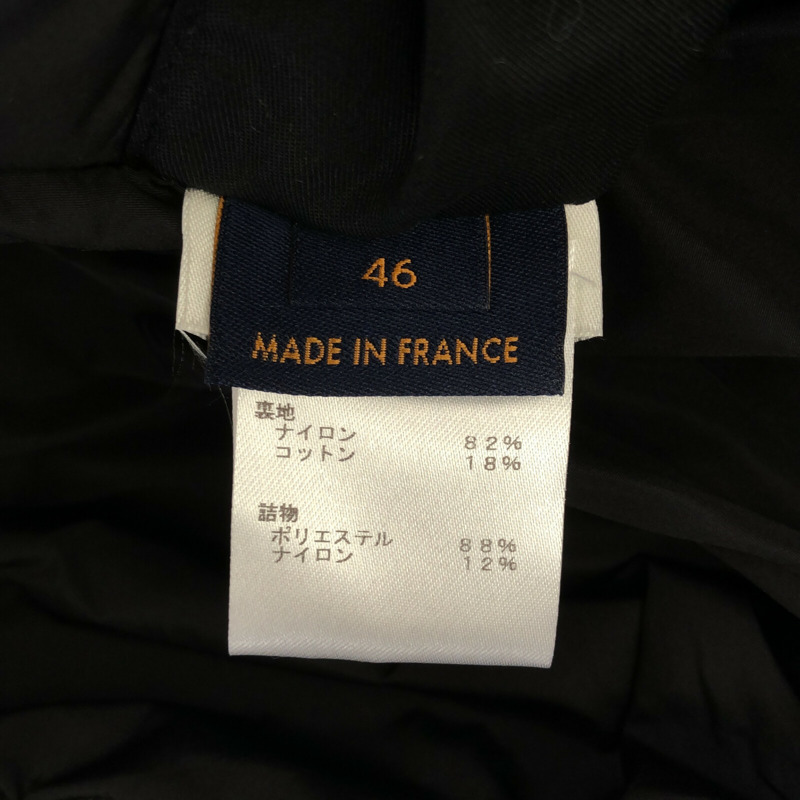 46
MADE IN FRANCE
裏地
ナイロン 82%
コットン 18%
詰物
ポリエステル 88%
ナイロン 12%